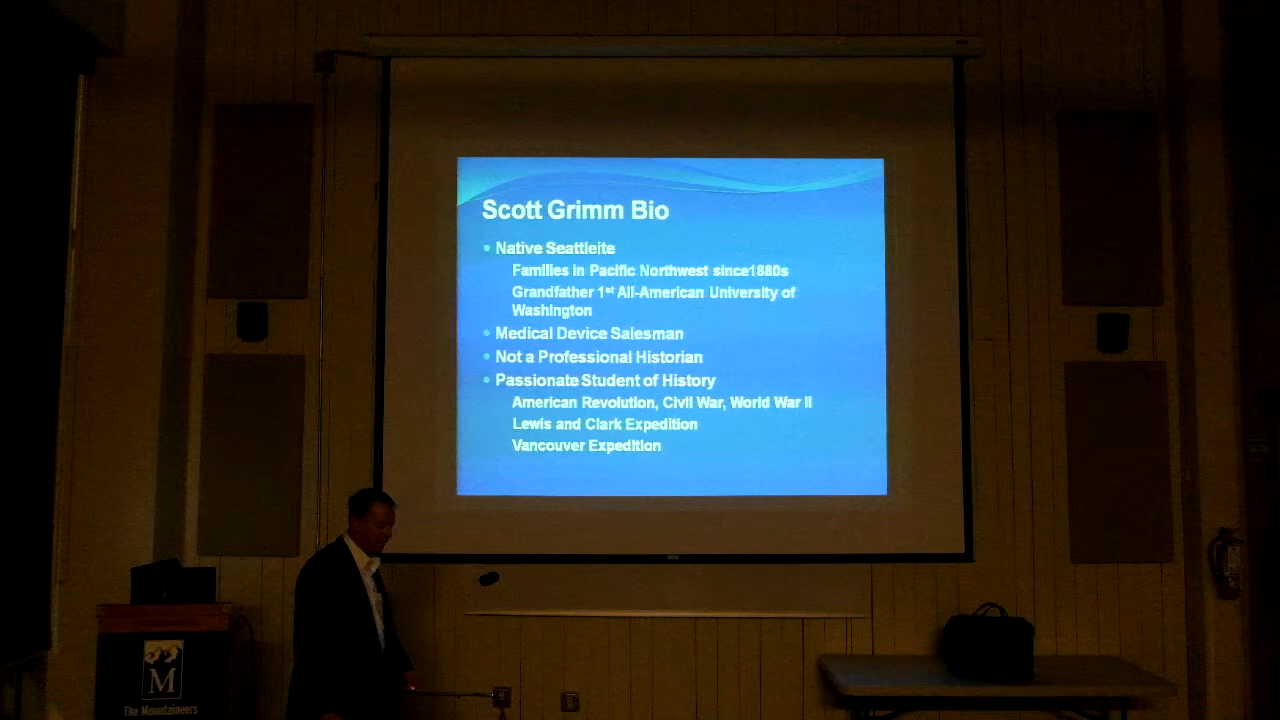 Scott Grimm Bio
• Native Seattleite
Families in Pacific Northwest since1880s
Grandfather 1st All-American University of
Washington
• Medical Device Salesman
• Not a Professional Historian
• Passionate Student of History
American Revolution, Civil War, World War II
Lewis and Clark Expedition
Vancouver Expedition
M
The Mountaineers